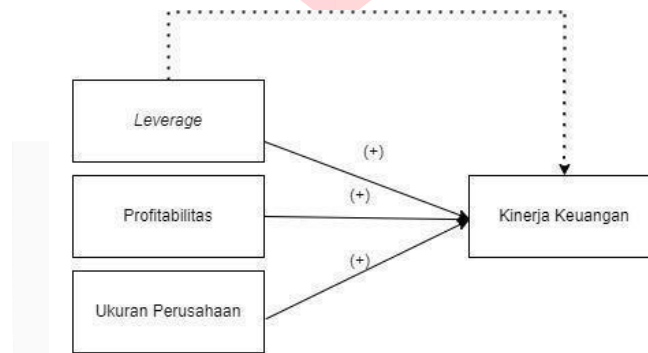 Leverage
(+)
Profitabilitas
(+)
Kinerja Keuangan
(+)
Ukuran Perusahaan